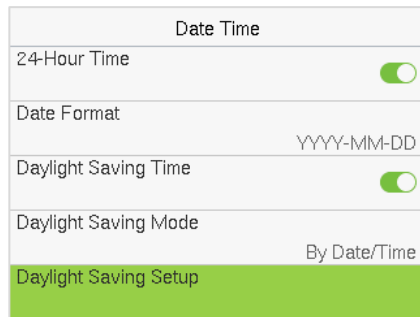 Date Time
24-Hour Time
Date Format
YYYY-MM-DD
Daylight Saving Time
Daylight Saving Mode
By Date/Time
Daylight Saving Setup